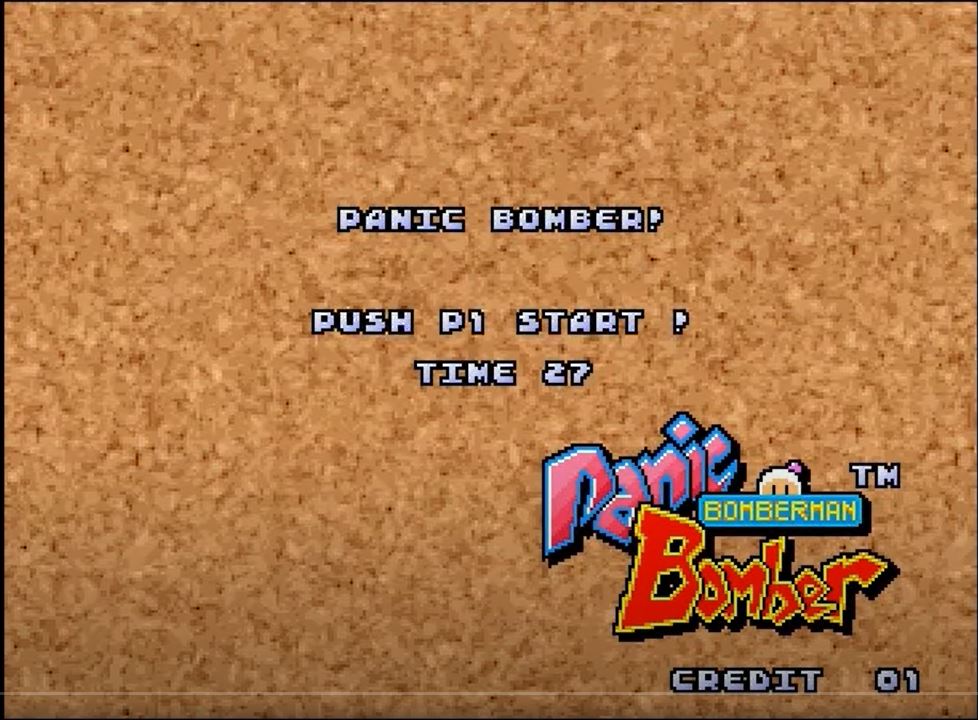 PANIC BOMBER!
PUSH P1 START !
TIME 27
Panic
BOMBERMAN
TM
Bomber
CREDIT 01